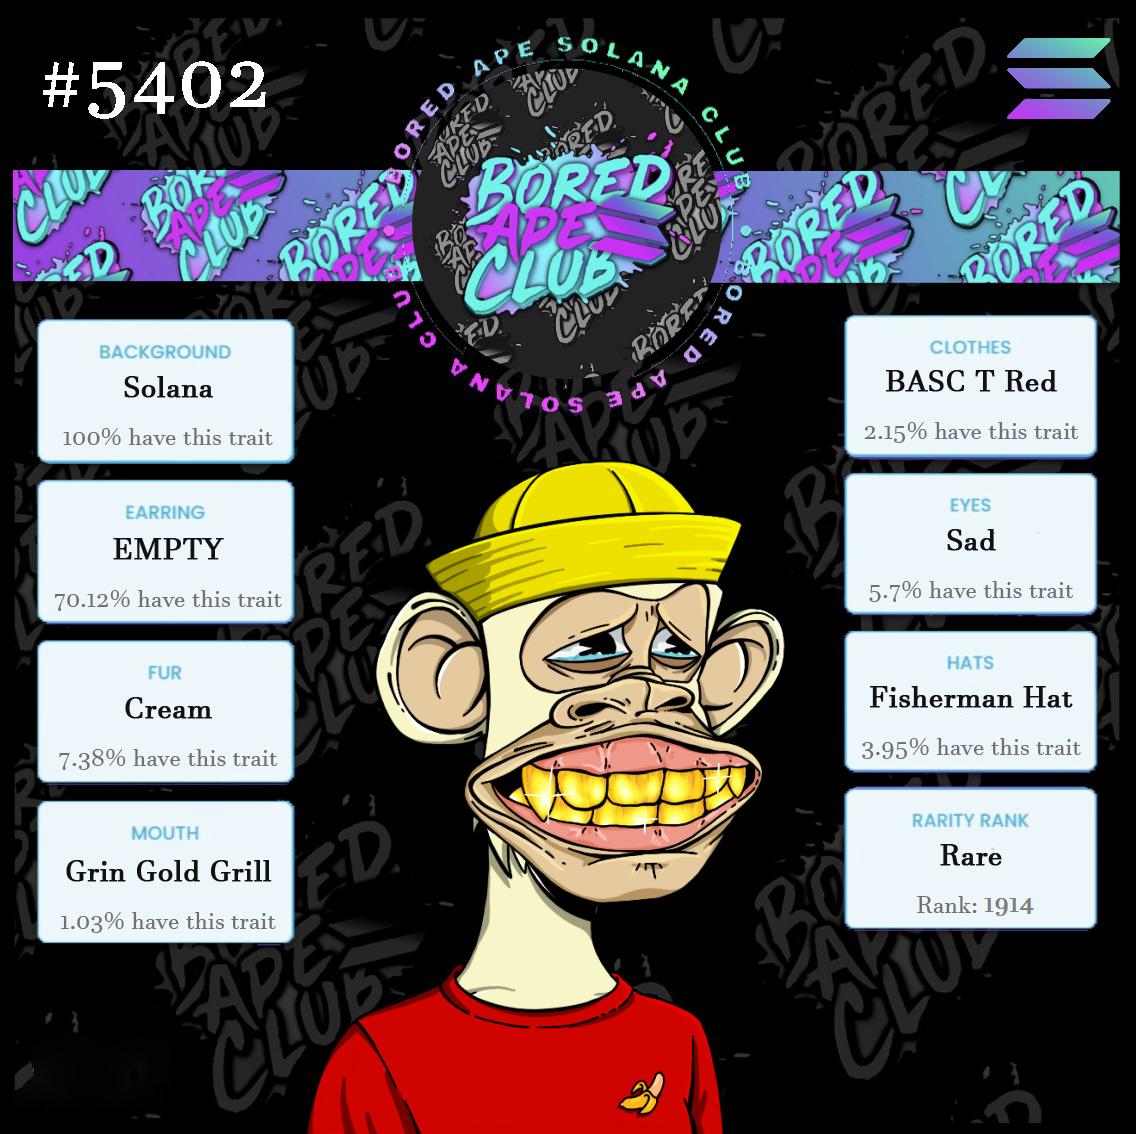 #5402
BORED APE SOLANA CLUB
BORED
APE
CLUB
BORED APE SOLANA CLUB
BACKGROUND
Solana
100% have this trait
EARRING
EMPTY
70.12% have this trait
FUR
Cream
7.38% have this trait
MOUTH
Grin Gold Grill
1.03% have this trait
CLOTHES
BASC T Red
2.15% have this trait
EYES
Sad
5.7% have this trait
HATS
Fisherman Hat
3.95% have this trait
RARITY RANK
Rare
Rank: 1914